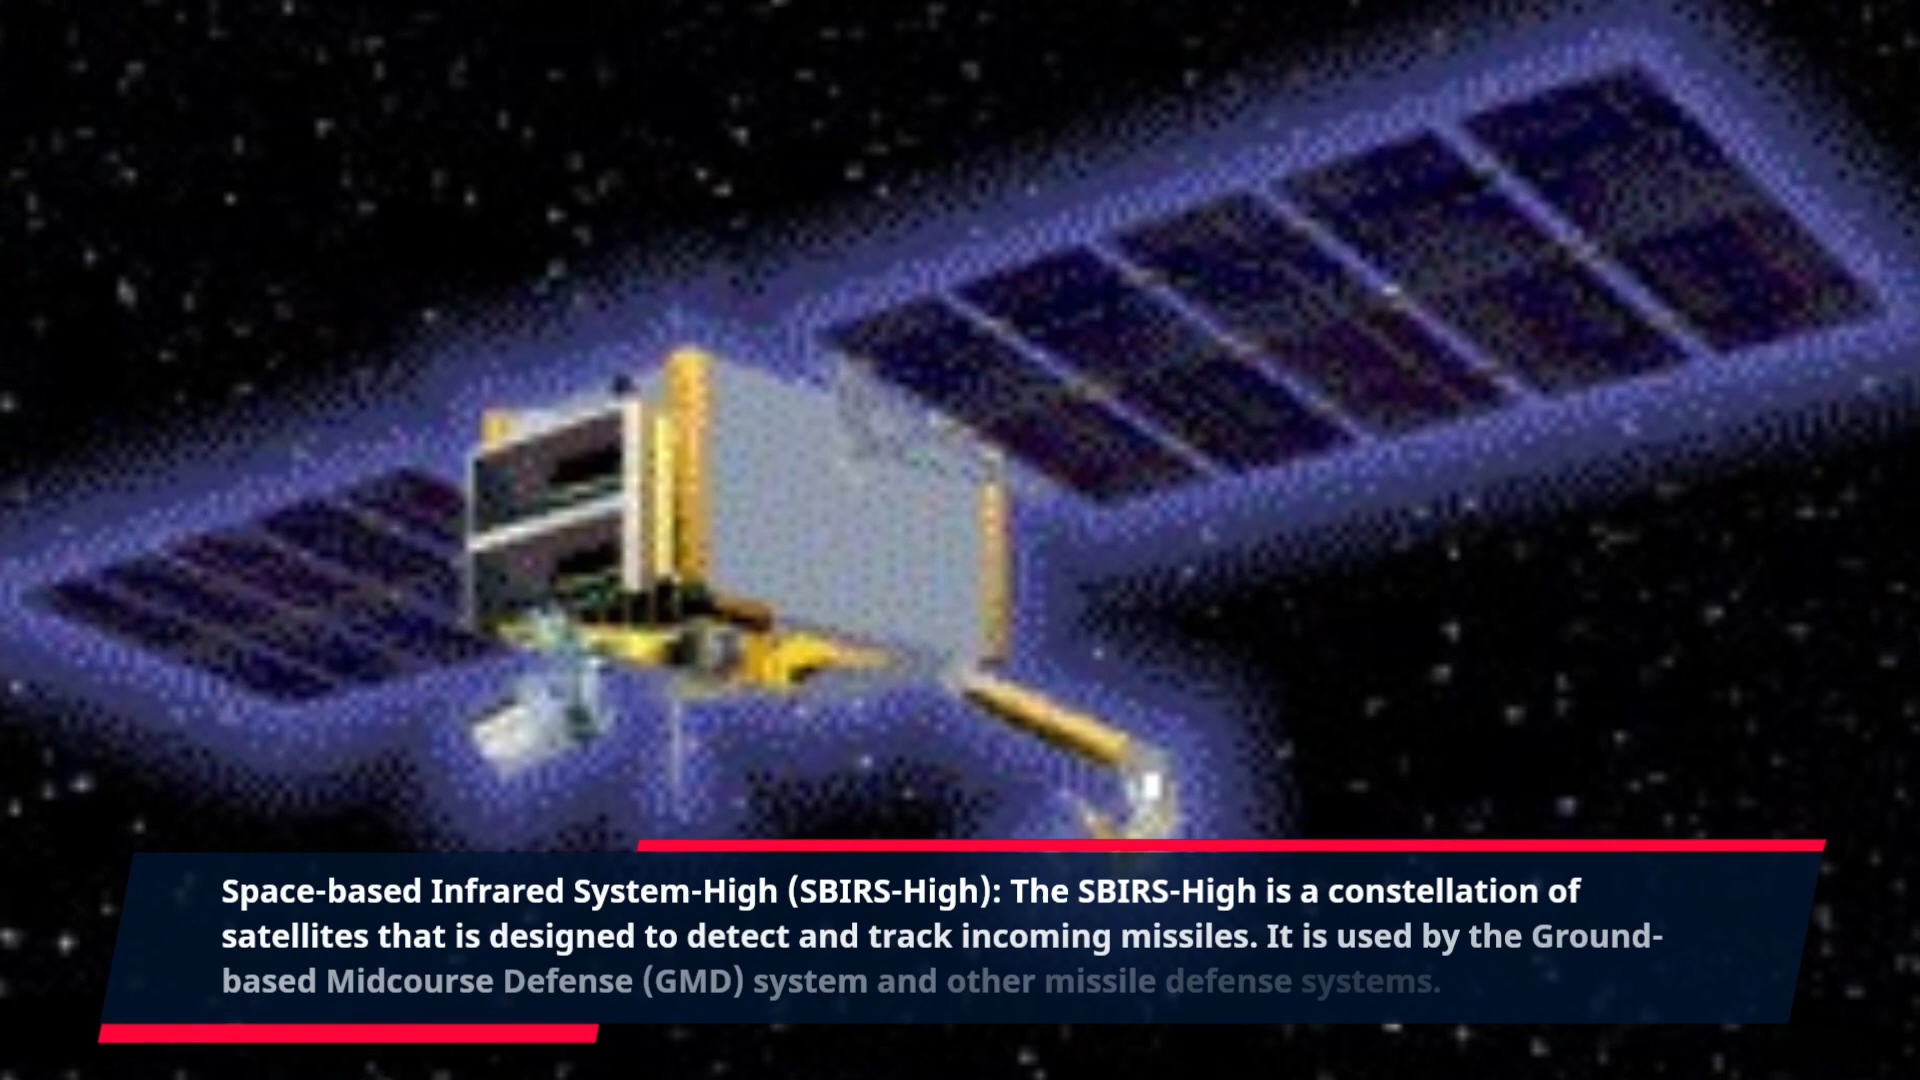 Space-based Infrared System-High (SBIRS-High): The SBIRS-High is a constellation of
satellites that is designed to detect and track incoming missiles. It is used by the Ground-
based Midcourse Defense (GMD) system and other missile defense systems.